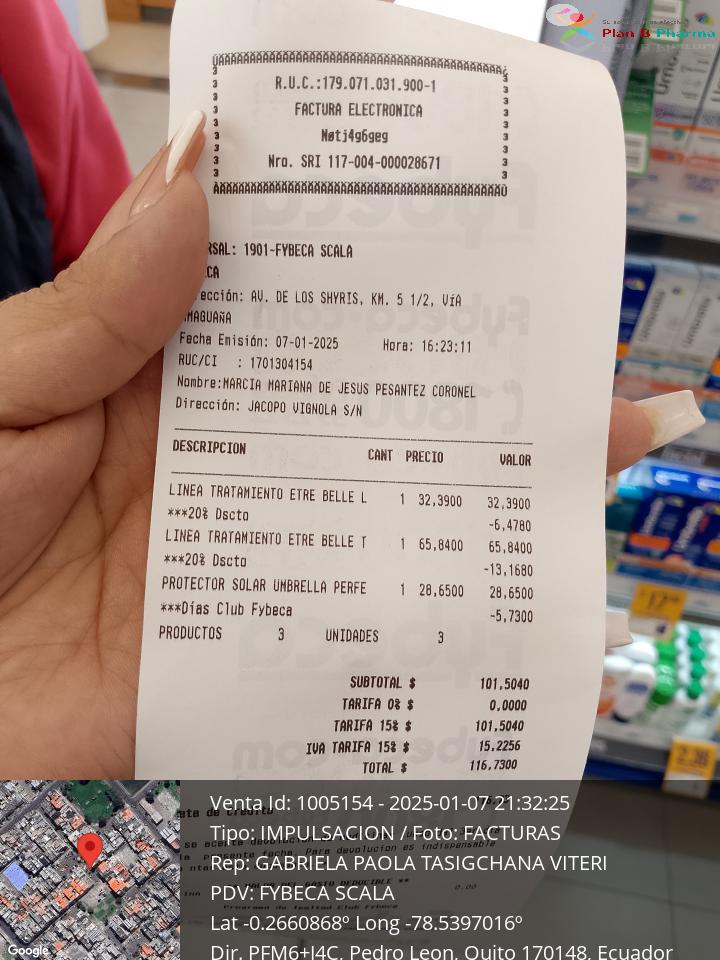 Plan B Pharma
R.U.C.:179.071.031.900-1
FACTURA ELECTRONICA
Nøtj4g6geg
Nro. SRI 117-004-000028671
RSAL: 1901-FYBECA SCALA
CA
ección: AV. DE LOS SHYRIS, KM. 5 1/2, VíA
AMAGUAñA
Fecha Emisión: 07-01-2025 Hora: 16:23:11
RUC/CI : 1701304154
Nombre:MARCIA MARIANA DE JESUS PESANTEZ CORONEL
Dirección: JACOPO VIGNOLA S/N
DESCRIPCION CANT PRECIO VALOR
LINEA TRATAMIENTO ETRE BELLE L 1 32,3900 32,3900
***20% Dscto -6,4780
LINEA TRATAMIENTO ETRE BELLE T 1 65,8400 65,8400
***20% Dscto -13,1680
PROTECTOR SOLAR UMBRELLA PERFE 1 28,6500 28,6500
***Días Club Fybeca -5,7300
PRODUCTOS 3 UNIDADES 3
SUBTOTAL $ 101,5040
TARIFA 0% $ 0,0000
TARIFA 15% $ 101,5040
IVA TARIFA 15% $ 15,2256
TOTAL $ 116,7300
Venta,Id: 1005154 - 2025-01-07 21:32:25
Tipo: IMPULSACION / Foto: FACTURAS
Rep: GABRIELA PAOLA TASIGCHANA VITERI
PDV: FYBECA SCALA
Lat -0.2660868º Long -78.5397016º
Dir. PFM6+J4C, Pedro Leon, Quito 170148, Ecuador
Google